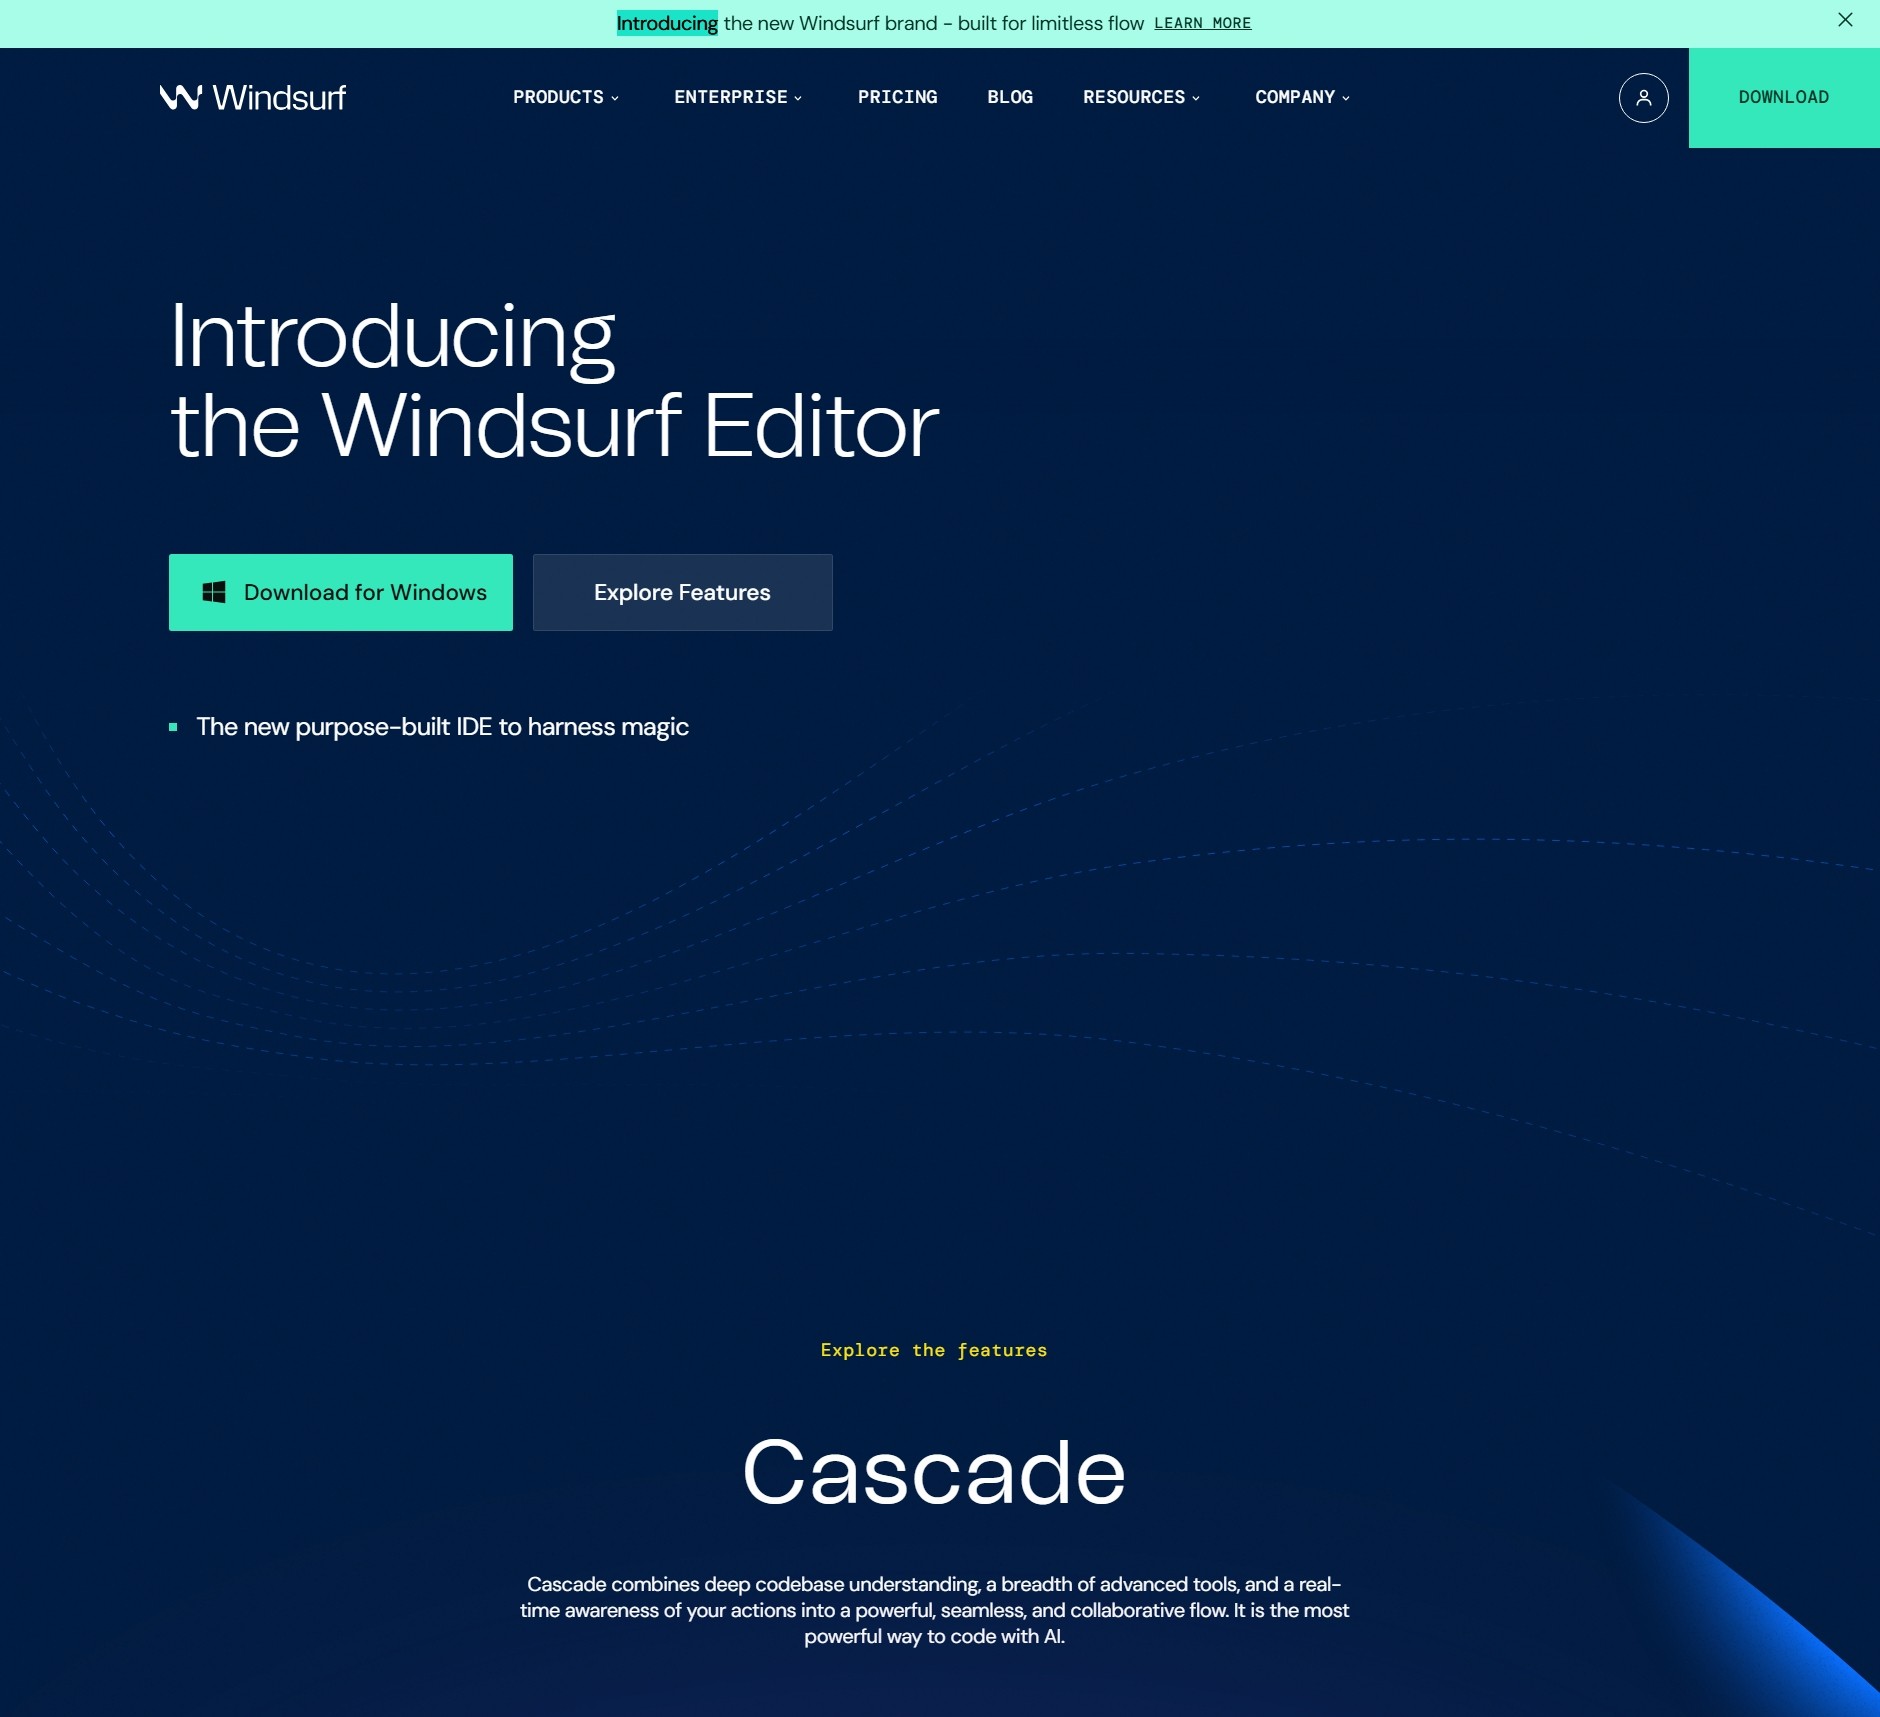 Introducing the new Windsurf brand - built for limitless flow LEARN MORE
Windsurf
PRODUCTS
ENTERPRISE
PRICING
BLOG
RESOURCES
COMPANY
DOWNLOAD
Introducing
the Windsurf Editor
Download for Windows
Explore Features
The new purpose-built IDE to harness magic
Explore the features
Cascade
Cascade combines deep codebase understanding, a breadth of advanced tools, and a real-
time awareness of your actions into a powerful, seamless, and collaborative flow. It is the most
powerful way to code with AI.